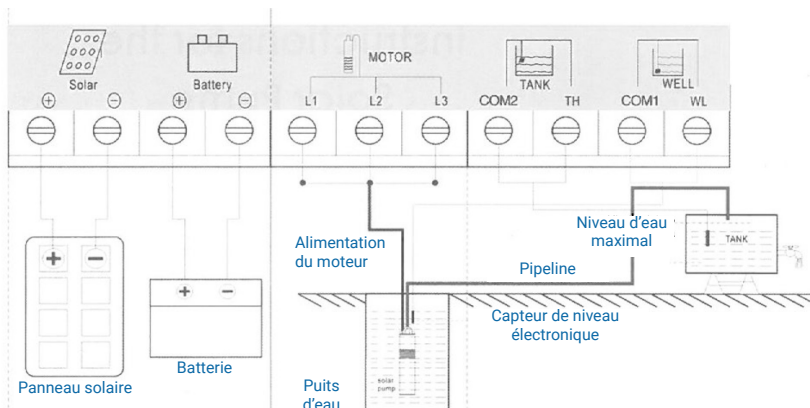 MOTOR
Solar
Battery
TANK
WELL
L1 L2 L3
COM2 TH
COM1 WL
Alimentation
du moteur
Niveau d'eau
maximal
TANK
Pipeline
Capteur de niveau
électronique
Panneau solaire
Batterie
solar
pump
Puits
d'eau